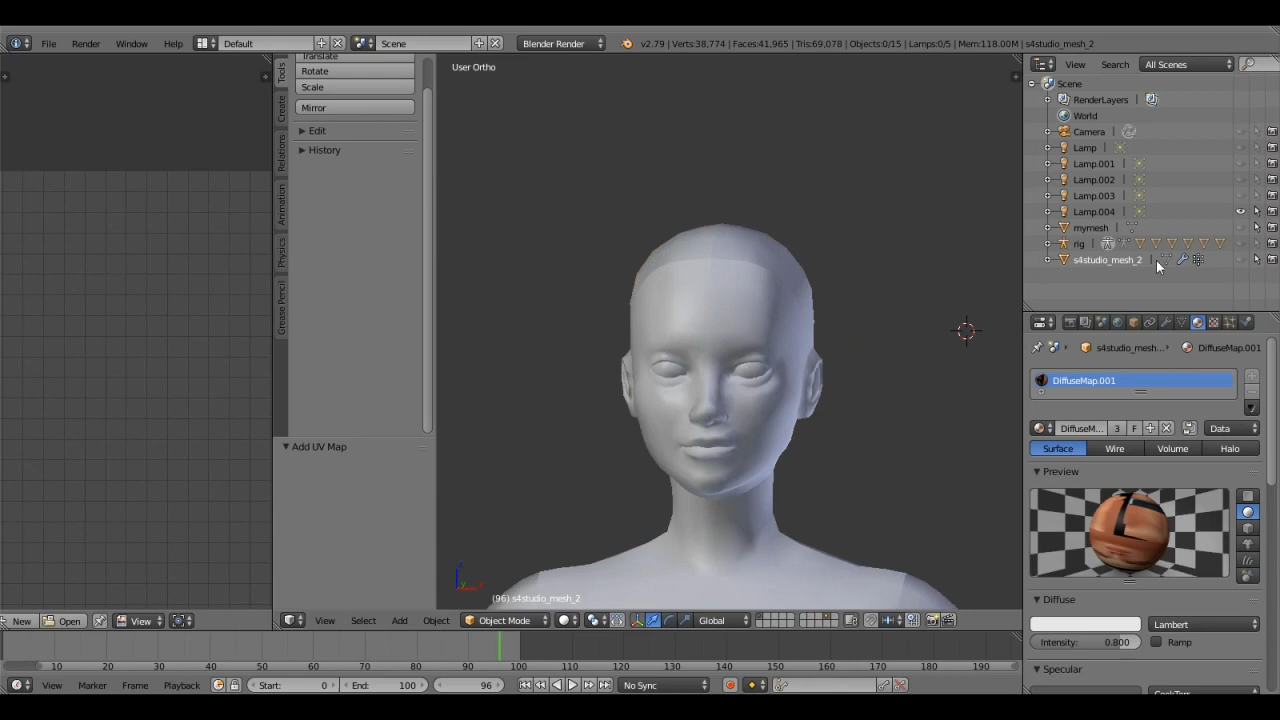 File Render Window Help Default Scene Blender Render v2.79 | Verts:38,774 | Faces:41,965 | Tris:69,078 | Objects:0/15 | Lamps:0/5 | Mem:118.00M | s4studio_mesh_2
Translate
Rotate
Scale
Mirror
Edit
History
Tools
Create
Relations
Animation
Physics
Grease Pencil
Add UV Map
User Ortho
(96) s4studio_mesh_2
View Search All Scenes
Scene
RenderLayers
World
Camera
Lamp
Lamp.001
Lamp.002
Lamp.003
Lamp.004
mymesh
rig
s4studio_mesh_2
s4studio_mesh... DiffuseMap.001
DiffuseMap.001
DiffuseM... 3 F Data
Surface Wire Volume Halo
Preview
Diffuse
Lambert
Intensity: 0.800 Ramp
Specular
CookTorr
New Open View
View Select Add Object Object Mode Global
10 20 30 40 50 60 70 80 90 100 110 120 130 140 150 160 170 180 190
View Marker Frame Playback Start: 0 End: 100 96 No Sync